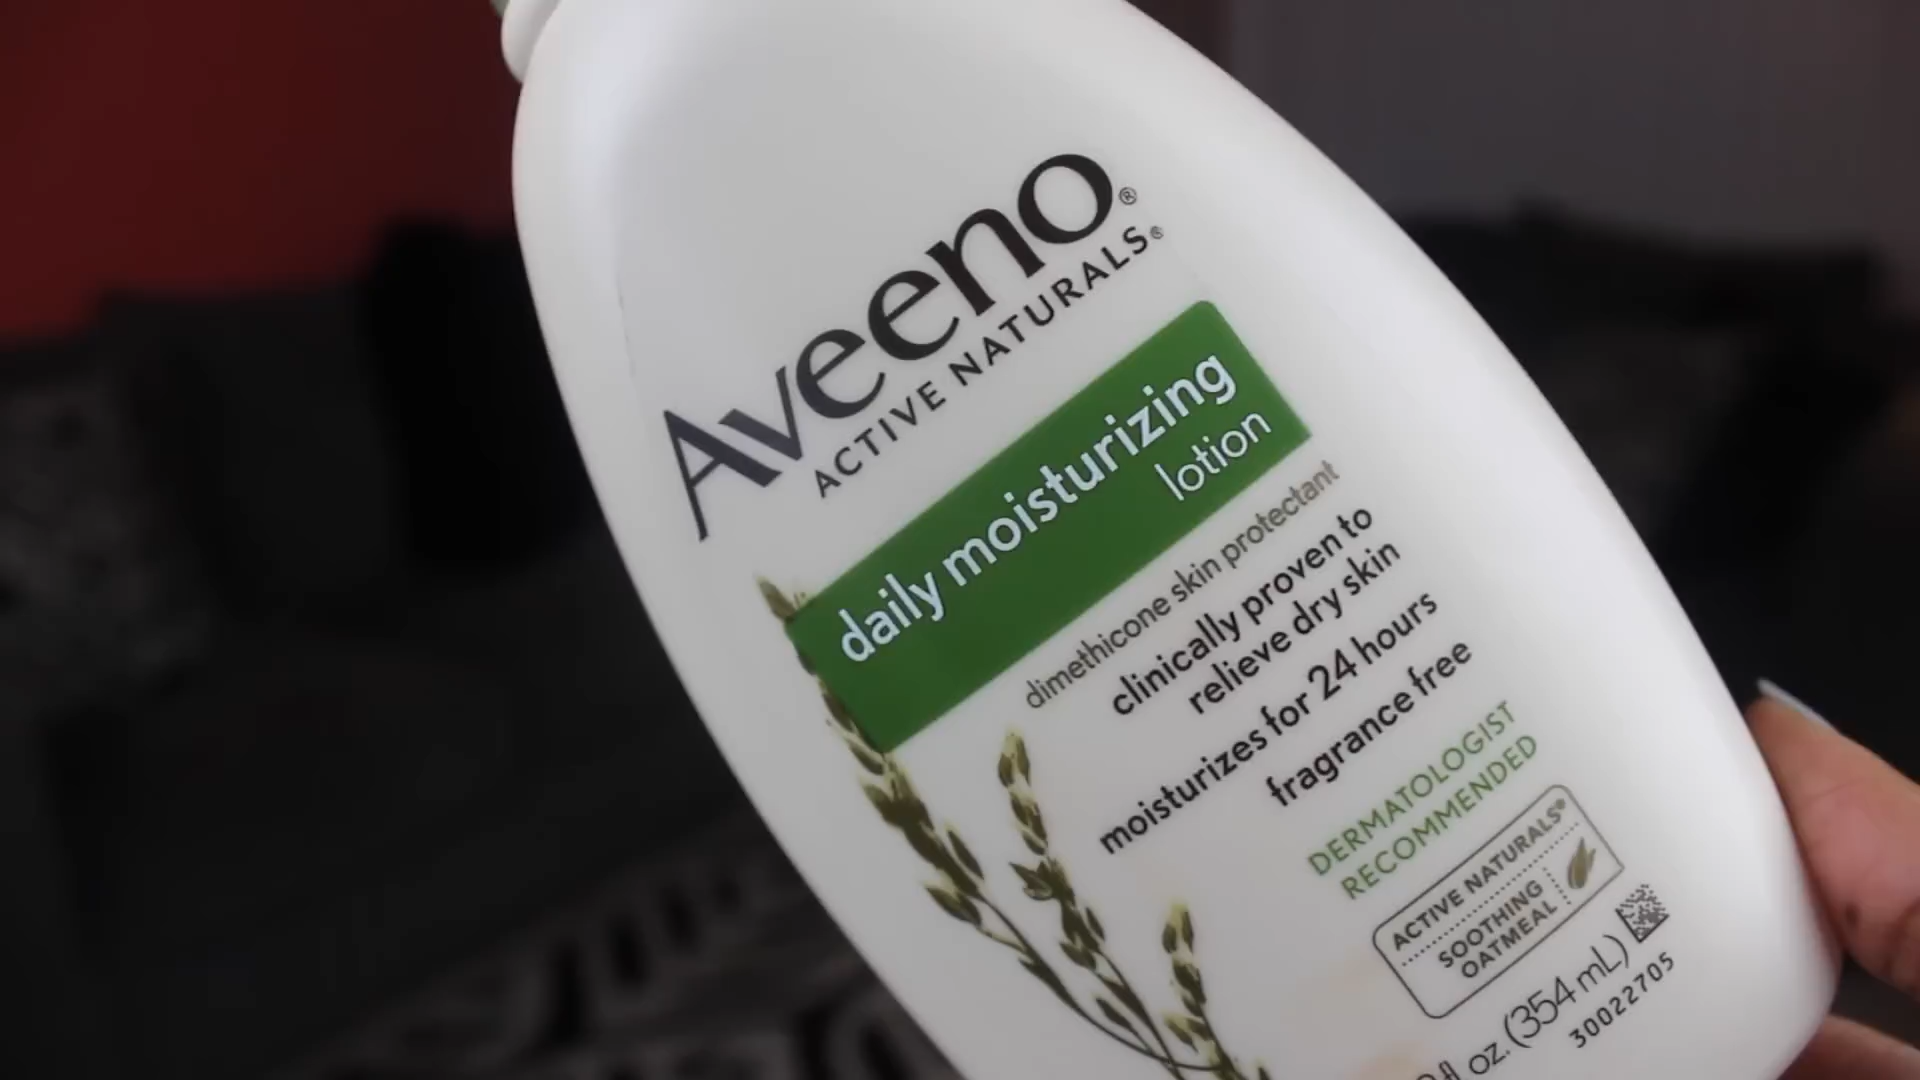 Aveeno®
ACTIVE NATURALS®
daily moisturizing
lotion
dimethicone skin protectant
clinically proven to
relieve dry skin
moisturizes for 24 hours
fragrance free
DERMATOLOGIST
RECOMMENDED
ACTIVE NATURALS®
SOOTHING
OATMEAL
fl oz. (354 mL)
30022705